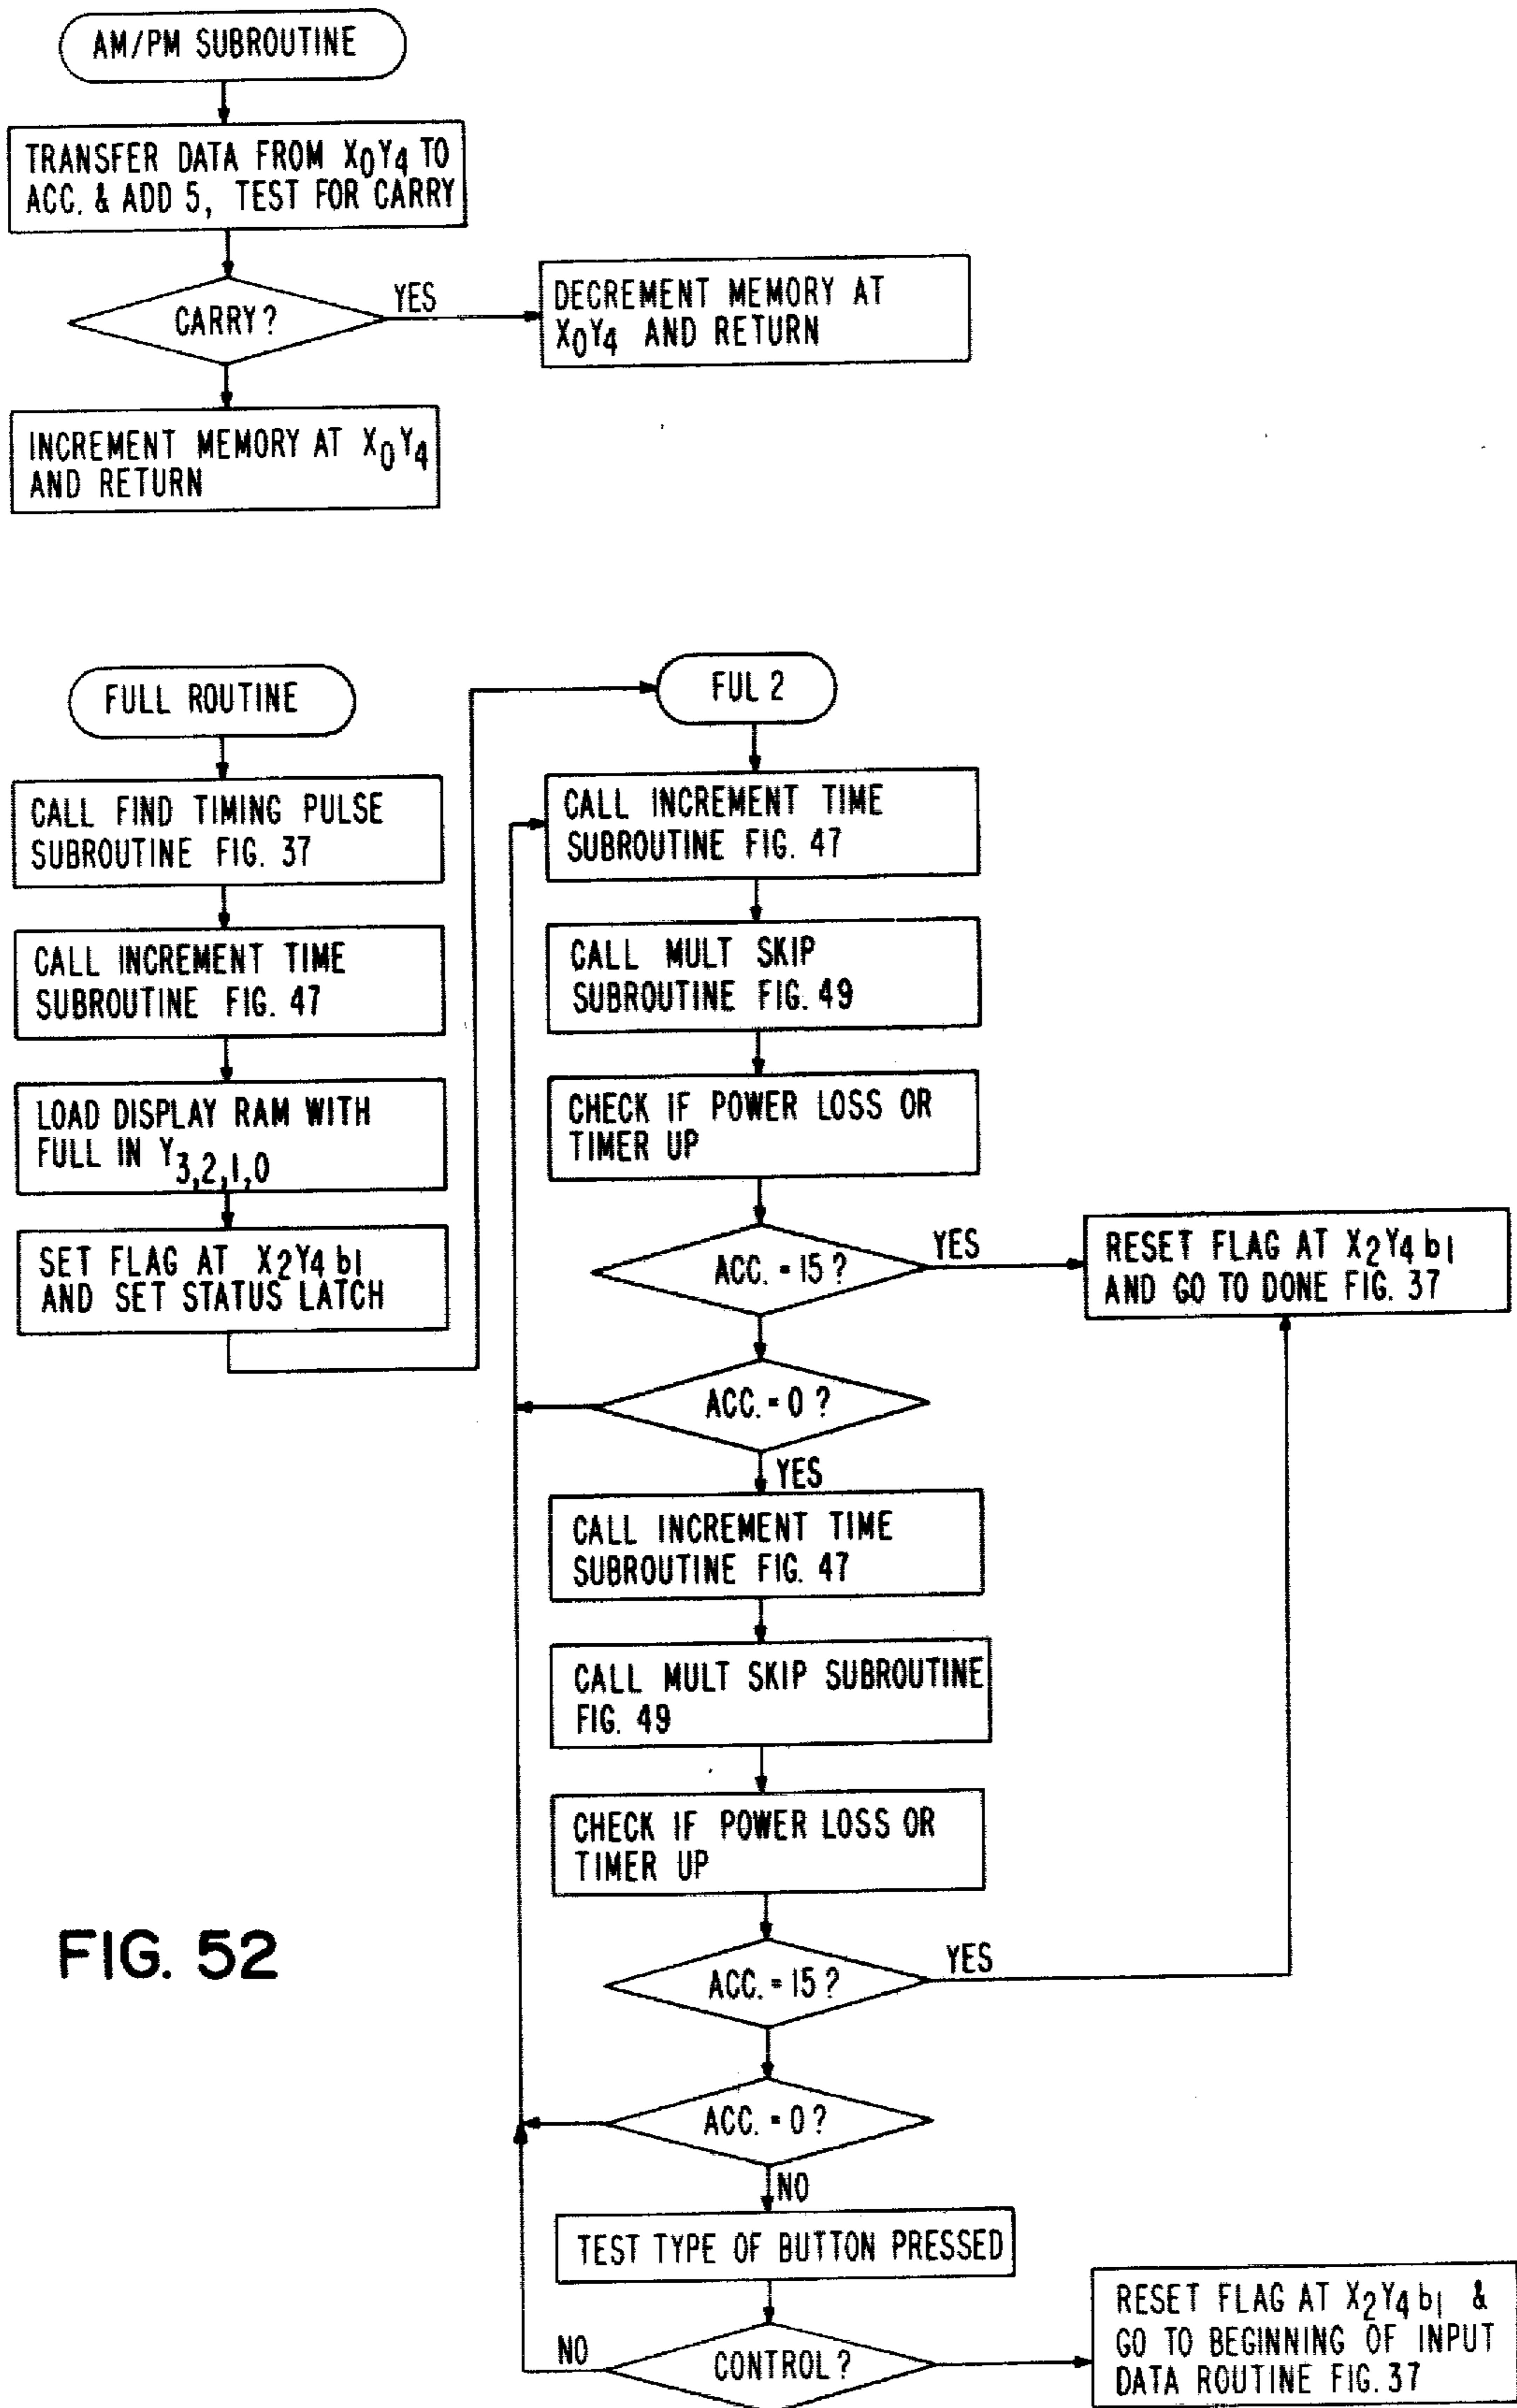 AM/PM SUBROUTINE
TRANSFER DATA FROM X0Y4 TO
ACC. & ADD 5, TEST FOR CARRY
CARRY?
YES
DECREMENT MEMORY AT
X0Y4 AND RETURN
INCREMENT MEMORY AT X0Y4
AND RETURN
FULL ROUTINE
CALL FIND TIMING PULSE
SUBROUTINE FIG. 37
CALL INCREMENT TIME
SUBROUTINE FIG. 47
LOAD DISPLAY RAM WITH
FULL IN Y3,2,1,0
SET FLAG AT X2Y4 b1
AND SET STATUS LATCH
FUL 2
CALL INCREMENT TIME
SUBROUTINE FIG. 47
CALL MULT SKIP
SUBROUTINE FIG. 49
CHECK IF POWER LOSS OR
TIMER UP
ACC. = 15?
YES
RESET FLAG AT X2Y4 b1
AND GO TO DONE FIG. 37
ACC. = 0?
YES
CALL INCREMENT TIME
SUBROUTINE FIG. 47
CALL MULT SKIP SUBROUTINE
FIG. 49
CHECK IF POWER LOSS OR
TIMER UP
ACC. = 15?
YES
ACC. = 0?
NO
TEST TYPE OF BUTTON PRESSED
CONTROL?
NO
RESET FLAG AT X2Y4 b1 &
GO TO BEGINNING OF INPUT
DATA ROUTINE FIG. 37
FIG. 52